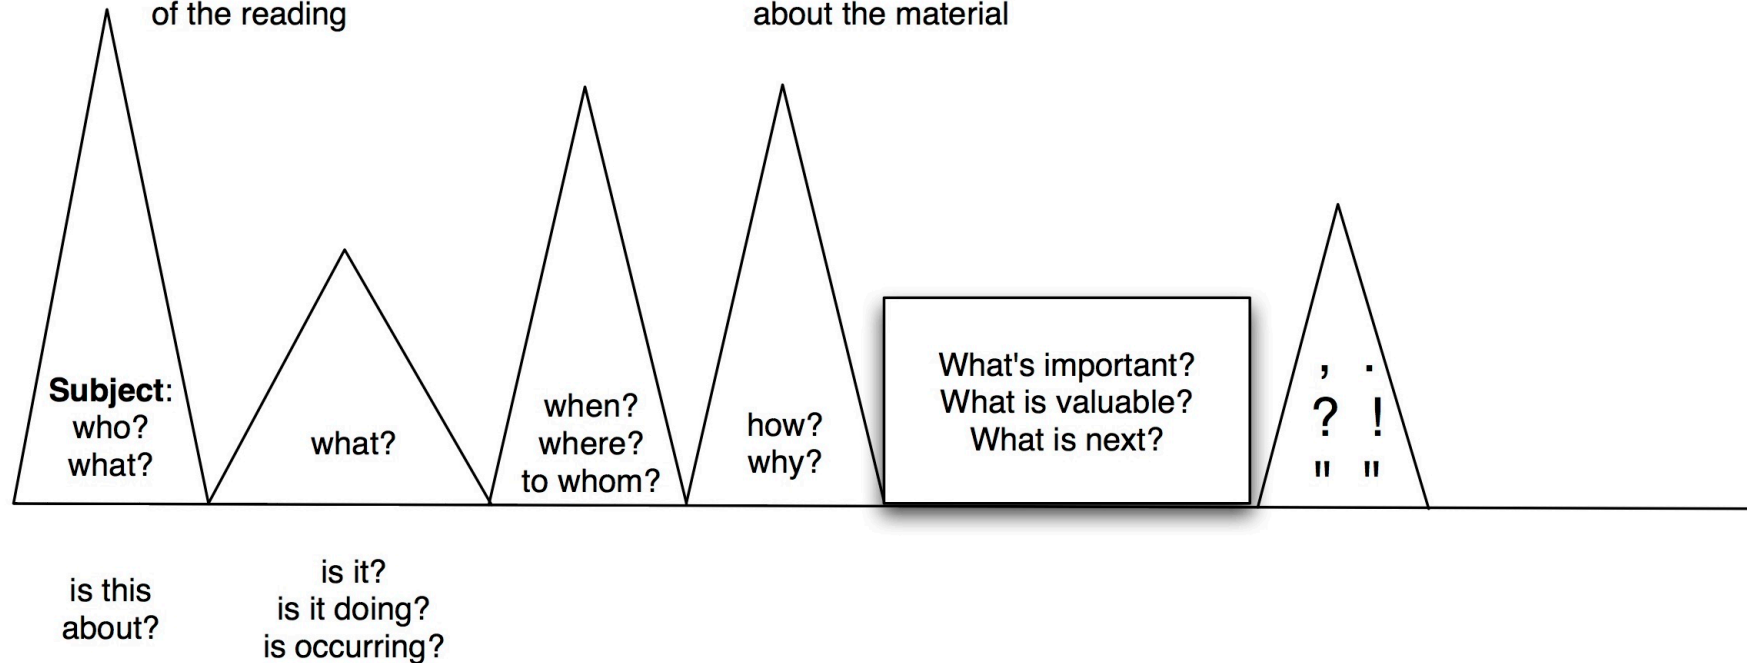 of the reading
about the material
Subject:
who?
what?
what?
when?
where?
to whom?
how?
why?
What's important?
What is valuable?
What is next?
, .
? !
" "
is this
about?
is it?
is it doing?
is occurring?